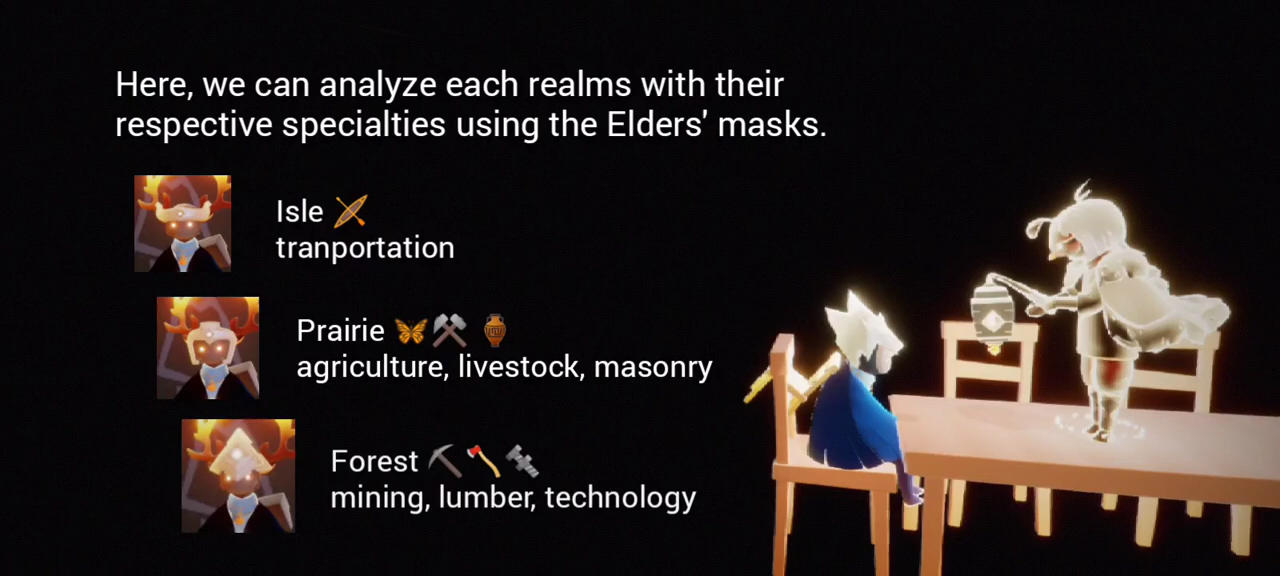 Here, we can analyze each realms with their
respective specialties using the Elders' masks.
Isle
tranportation
Prairie
agriculture, livestock, masonry
Forest
mining, lumber, technology